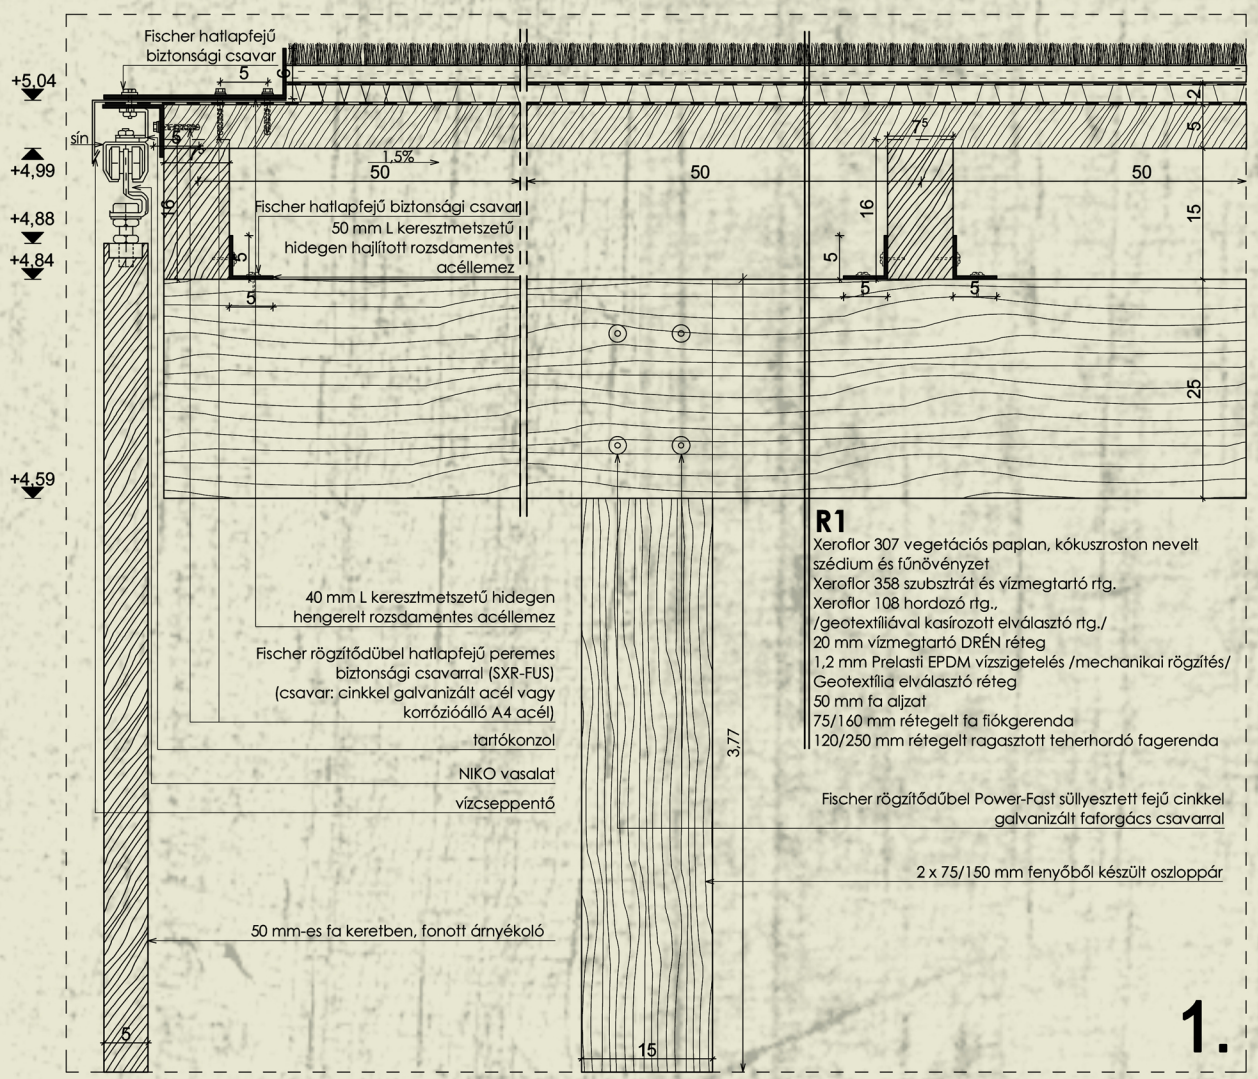 Fischer hatlapfejű
biztonsági csavar
+5,04
5
6
2
5
sín
5
7⁵
7⁵
1,5%
+4,99
50
50
50
+4,88
16
16
15
Fischer hatlapfejű biztonsági csavar
50 mm L keresztmetszetű
hidegen hajlított rozsdamentes
acéllemez
+4,84
5
5
5
5
5
25
+4,59
R1
Xeroflor 307 vegetációs paplan, kókuszroston nevelt
szédium és fűnövényzet
Xeroflor 358 szubsztrát és vízmegtartó rtg.
Xeroflor 108 hordozó rtg.,
/geotextíliával kasírozott elválasztó rtg./
20 mm vízmegtartó DRÉN réteg
1,2 mm Prelasti EPDM vízszigetelés /mechanikai rögzítés/
Geotextília elválasztó réteg
50 mm fa aljzat
75/160 mm rétegelt fa fiókgerenda
120/250 mm rétegelt ragasztott teherhordó fagerenda
40 mm L keresztmetszetű hidegen
hengerelt rozsdamentes acéllemez
Fischer rögzítődübel hatlapfejű peremes
biztonsági csavarral (SXR-FUS)
(csavar: cinkkel galvanizált acél vagy
korrózióálló A4 acél)
tartókonzol
NIKO vasalat
vízcseppentő
3,77
Fischer rögzítődűbel Power-Fast süllyesztett fejű cinkkel
galvanizált faforgács csavarral
2 x 75/150 mm fenyőből készült oszloppár
50 mm-es fa keretben, fonott árnyékoló
5
15
1.